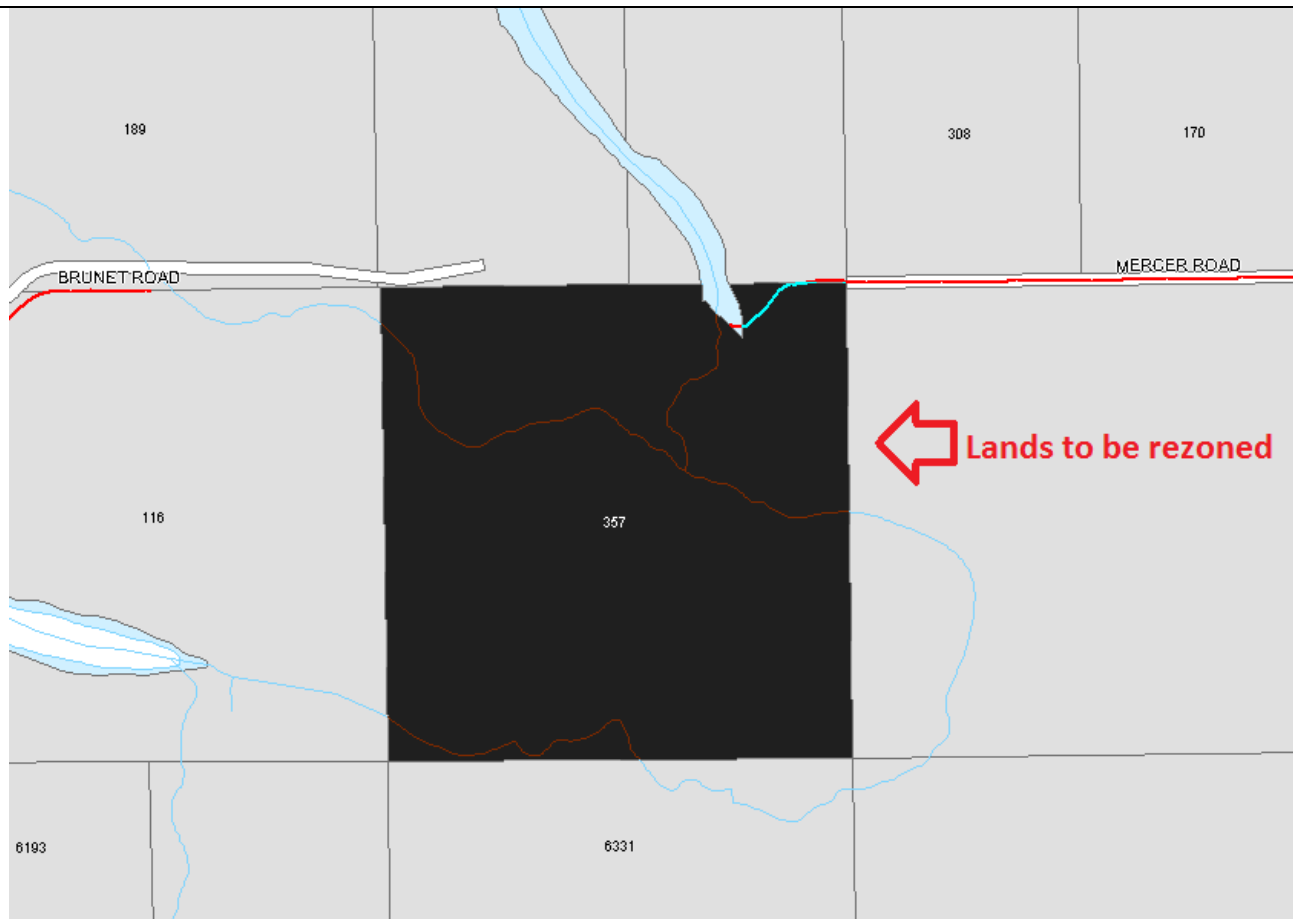 189
308
170
BRUNET ROAD
MERCER ROAD
Lands to be rezoned
116
357
6193
6331